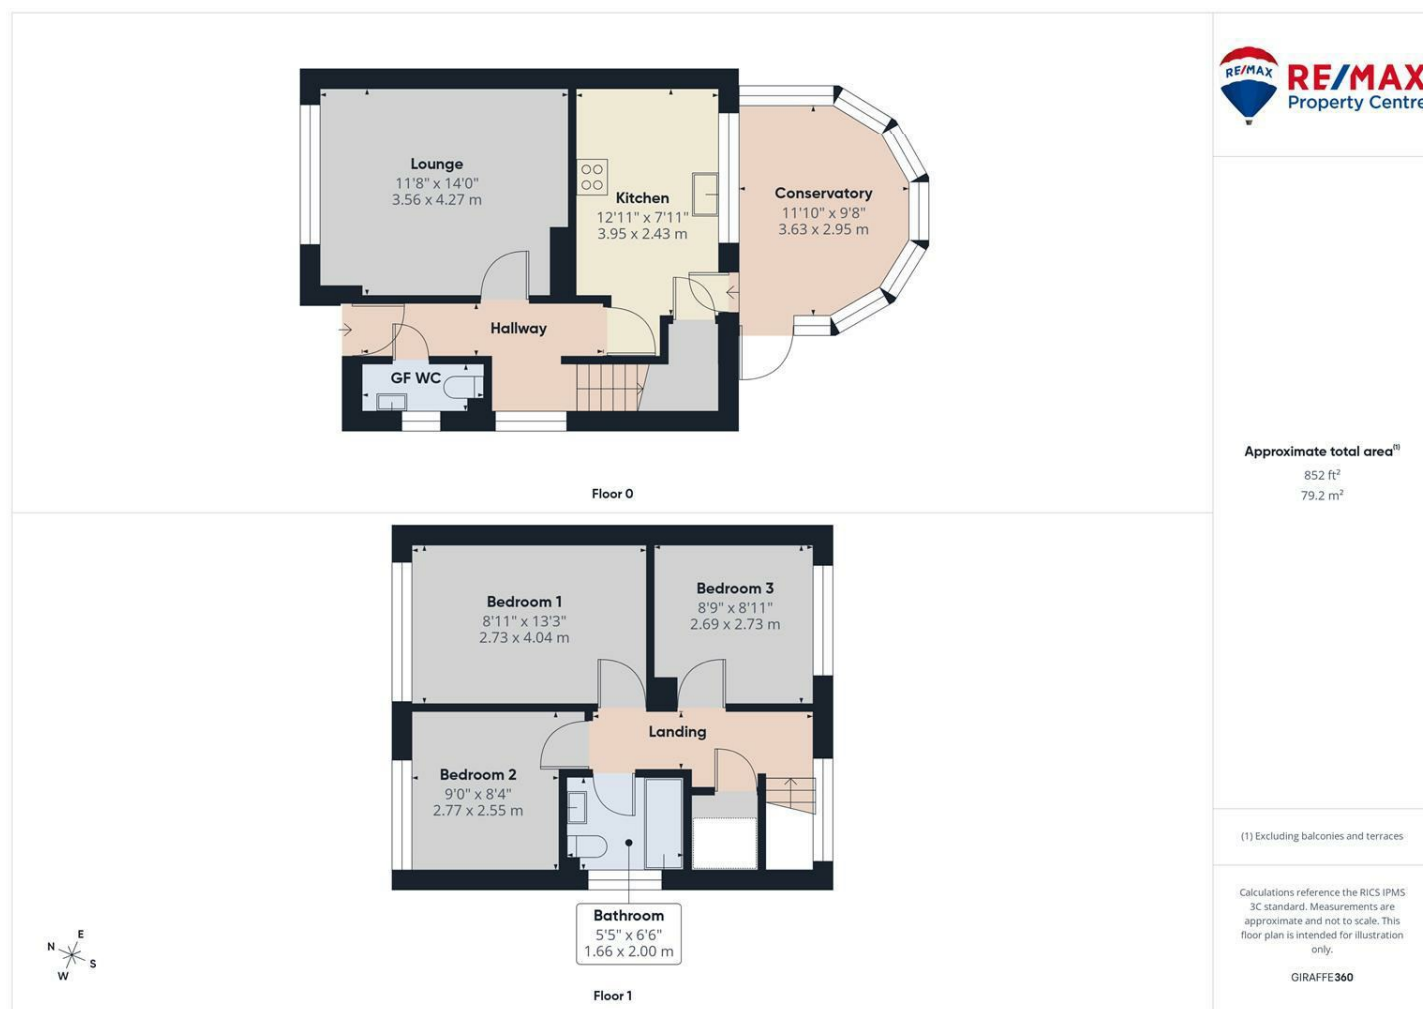 Lounge
11'8" x 14'0"
3.56 x 4.27 m
Kitchen
12'11" x 7'11"
3.95 x 2.43 m
Conservatory
11'10" x 9'8"
3.63 x 2.95 m
Hallway
GF WC
Floor 0
Bedroom 1
8'11" x 13'3"
2.73 x 4.04 m
Bedroom 3
8'9" x 8'11"
2.69 x 2.73 m
Landing
Bedroom 2
9'0" x 8'4"
2.77 x 2.55 m
Bathroom
5'5" x 6'6"
1.66 x 2.00 m
Floor 1
N
E
S
W
RE/MAX
RE/MAX
Property Centre
Approximate total area(1)
852 ft²
79.2 m²
(1) Excluding balconies and terraces
Calculations reference the RICS IPMS
3C standard. Measurements are
approximate and not to scale. This
floor plan is intended for illustration
only.
GIRAFFE360